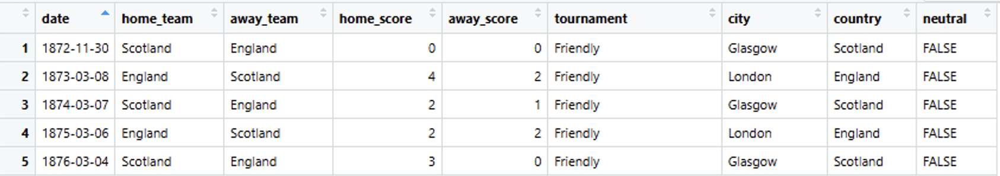 date home_team away_team home_score away_score tournament city country neutral
1 1872-11-30 Scotland England 0 0 Friendly Glasgow Scotland FALSE
2 1873-03-08 England Scotland 4 2 Friendly London England FALSE
3 1874-03-07 Scotland England 2 1 Friendly Glasgow Scotland FALSE
4 1875-03-06 England Scotland 2 2 Friendly London England FALSE
5 1876-03-04 Scotland England 3 0 Friendly Glasgow Scotland FALSE